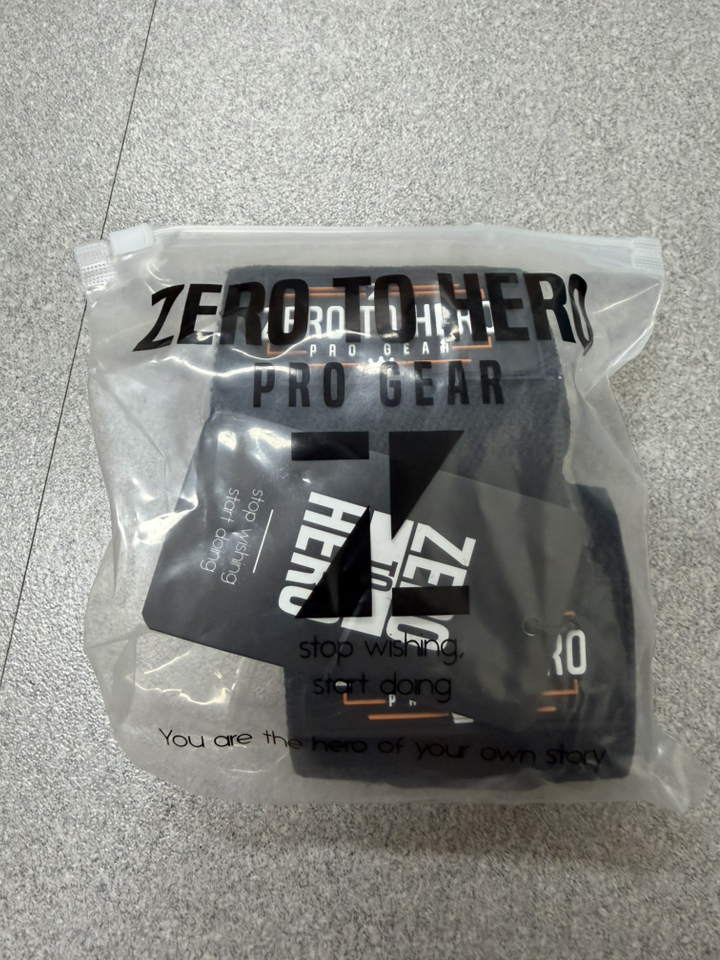 ZERO TO HERO
PRO GEAR
ZERO TO HERO
PRO GEAR
stop wishing
start doing
ZERO
TO
HERO
stop wishing,
start doing
RO
You are the hero of your own story